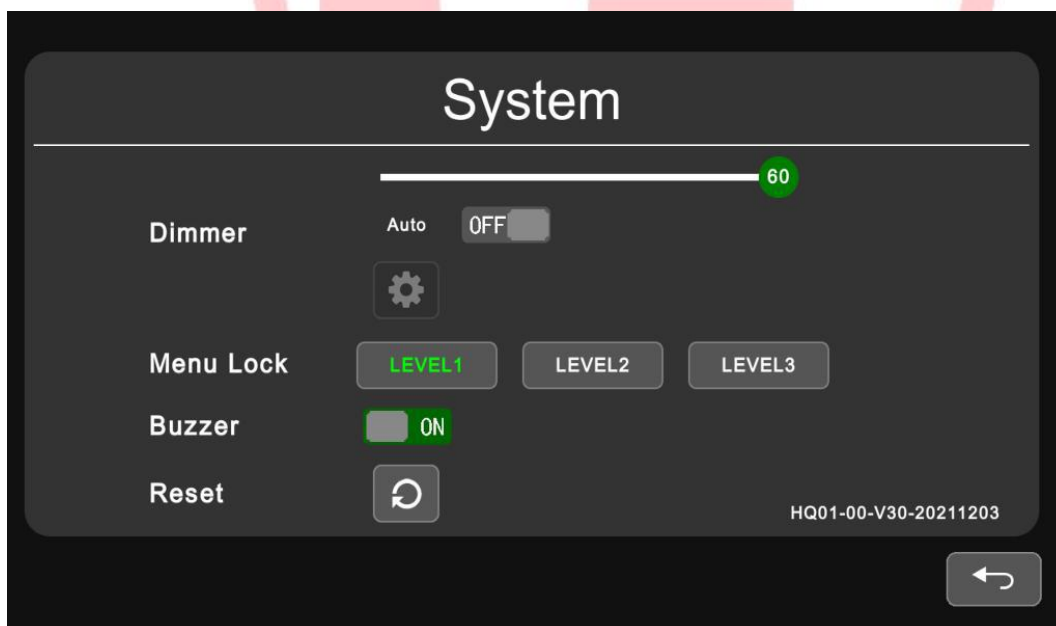 System
60
Dimmer
Auto OFF
Menu Lock LEVEL1 LEVEL2 LEVEL3
Buzzer ON
Reset
HQ01-00-V30-20211203